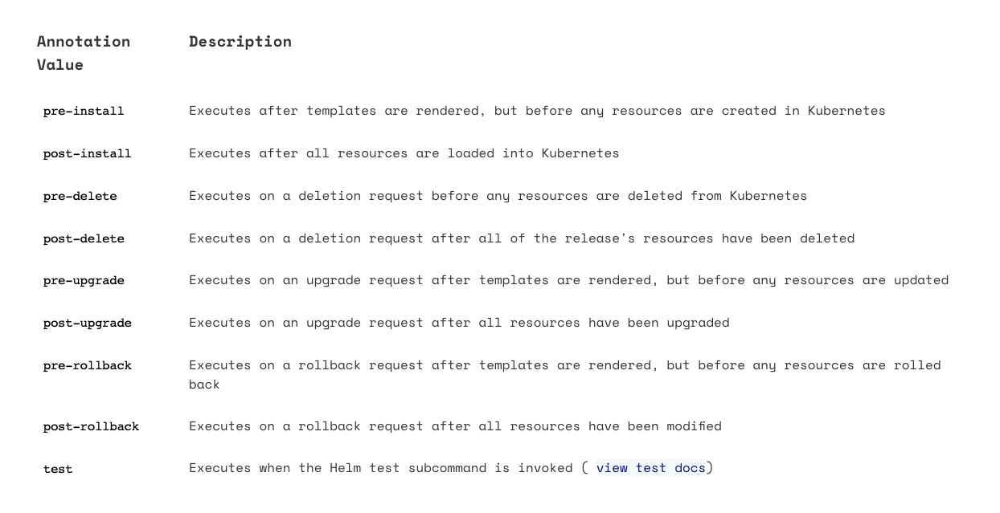 Annotation Description
Value
pre-install Executes after templates are rendered, but before any resources are created in Kubernetes
post-install Executes after all resources are loaded into Kubernetes
pre-delete Executes on a deletion request before any resources are deleted from Kubernetes
post-delete Executes on a deletion request after all of the release's resources have been deleted
pre-upgrade Executes on an upgrade request after templates are rendered, but before any resources are updated
post-upgrade Executes on an upgrade request after all resources have been upgraded
pre-rollback Executes on a rollback request after templates are rendered, but before any resources are rolled
back
post-rollback Executes on a rollback request after all resources have been modified
test Executes when the Helm test subcommand is invoked ( view test docs)